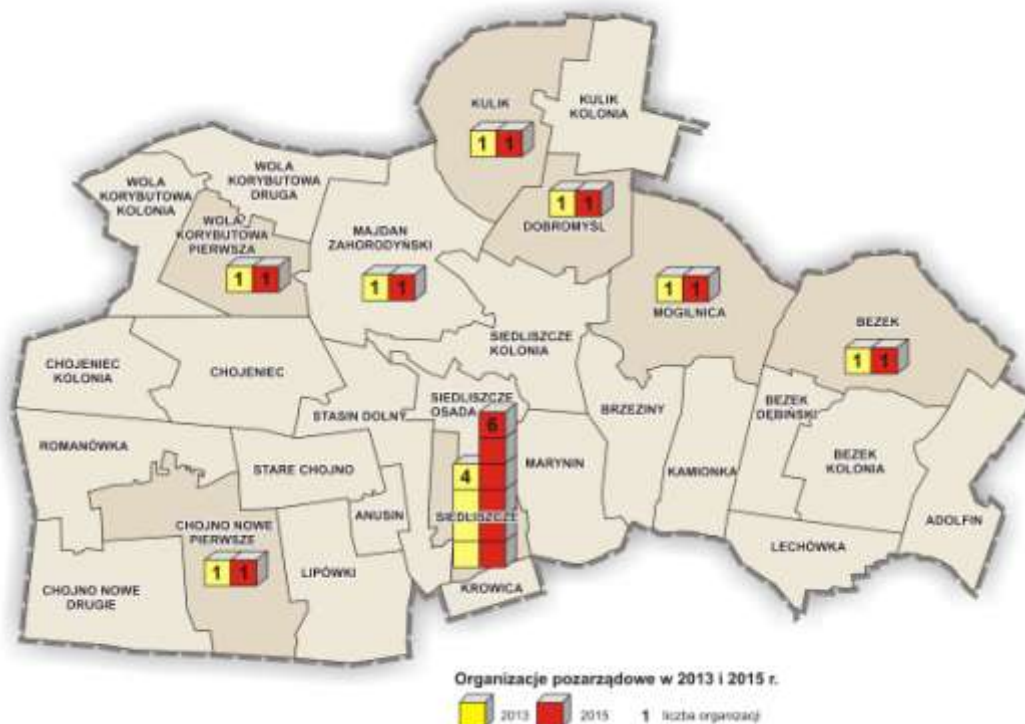 KULIK
KULIK
KOLONIA
1 1
WOLA
KORYBUTOWA
DRUGA
WOLA
KORYBUTOWA
KOLONIA
WOLA
KORYBUTOWA
PIERWSZA
1 1
MAJDAN
ZAHORODYŃSKI
1 1
1 1
DOBROMYŚL
1 1
MOGILNICA
BEZEK
1 1
SIEDLISZCZE
KOLONIA
CHOJENIEC
KOLONIA
CHOJENIEC
STASIN DOLNY
SIEDLISZCZE
OSADA
6
BRZEZINY
BEZEK
DĘBIŃSKI
ROMANÓWKA
STARE CHOJNO
4
MARYNIN
KAMIONKA
BEZEK
KOLONIA
ANUSIN
SIEDLISZCZE
ADOLFIN
CHOJNO NOWE
PIERWSZE
1 1
LECHÓWKA
LIPÓWKI
KROWICA
CHOJNO NOWE
DRUGIE
Organizacje pozarządowe w 2013 i 2015 r.
2013 2015 1 liczba organizacji